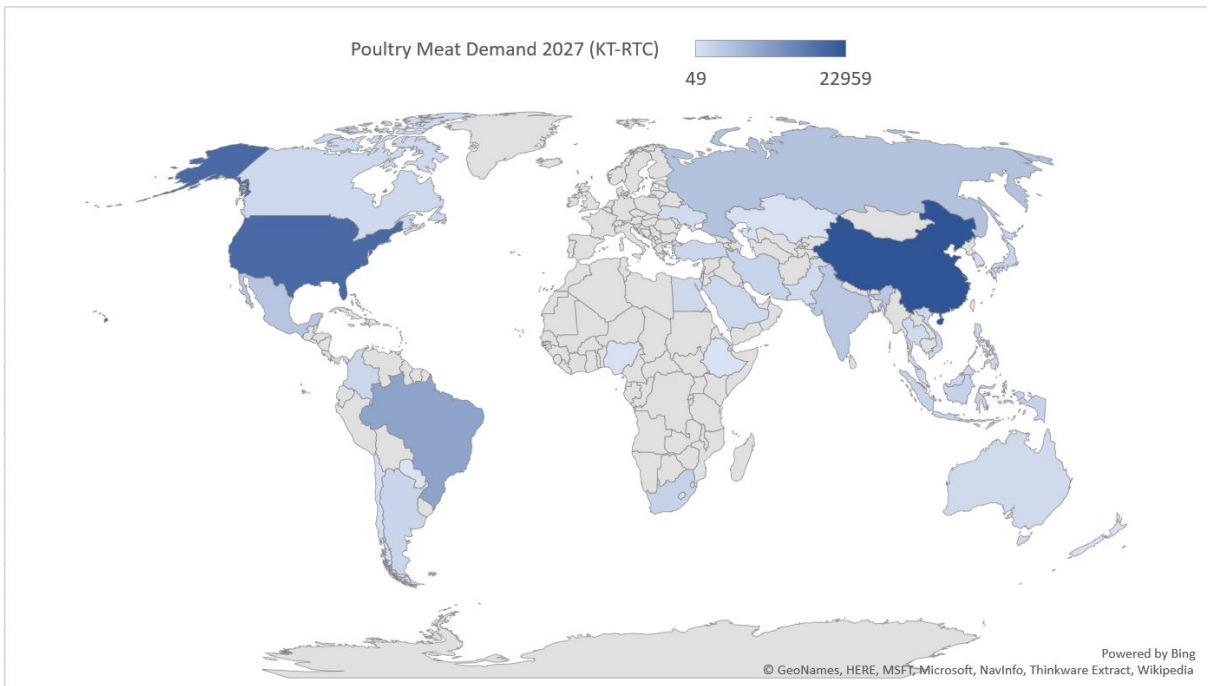 Poultry Meat Demand 2027 (KT-RTC)
49 22959
Powered by Bing
© GeoNames, HERE, MSFT, Microsoft, NavInfo, Thinkware Extract, Wikipedia